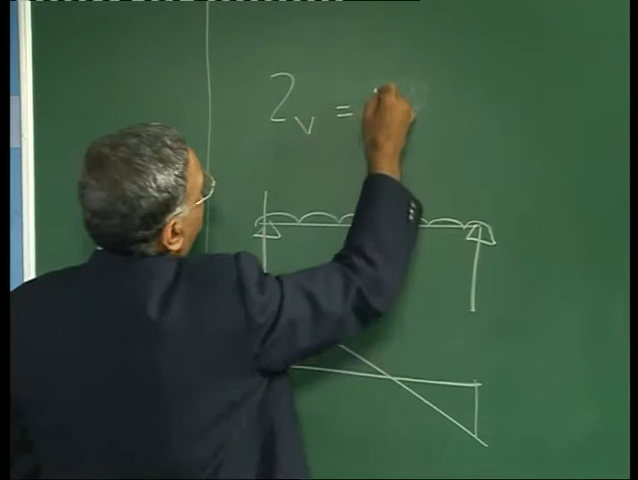 2v =